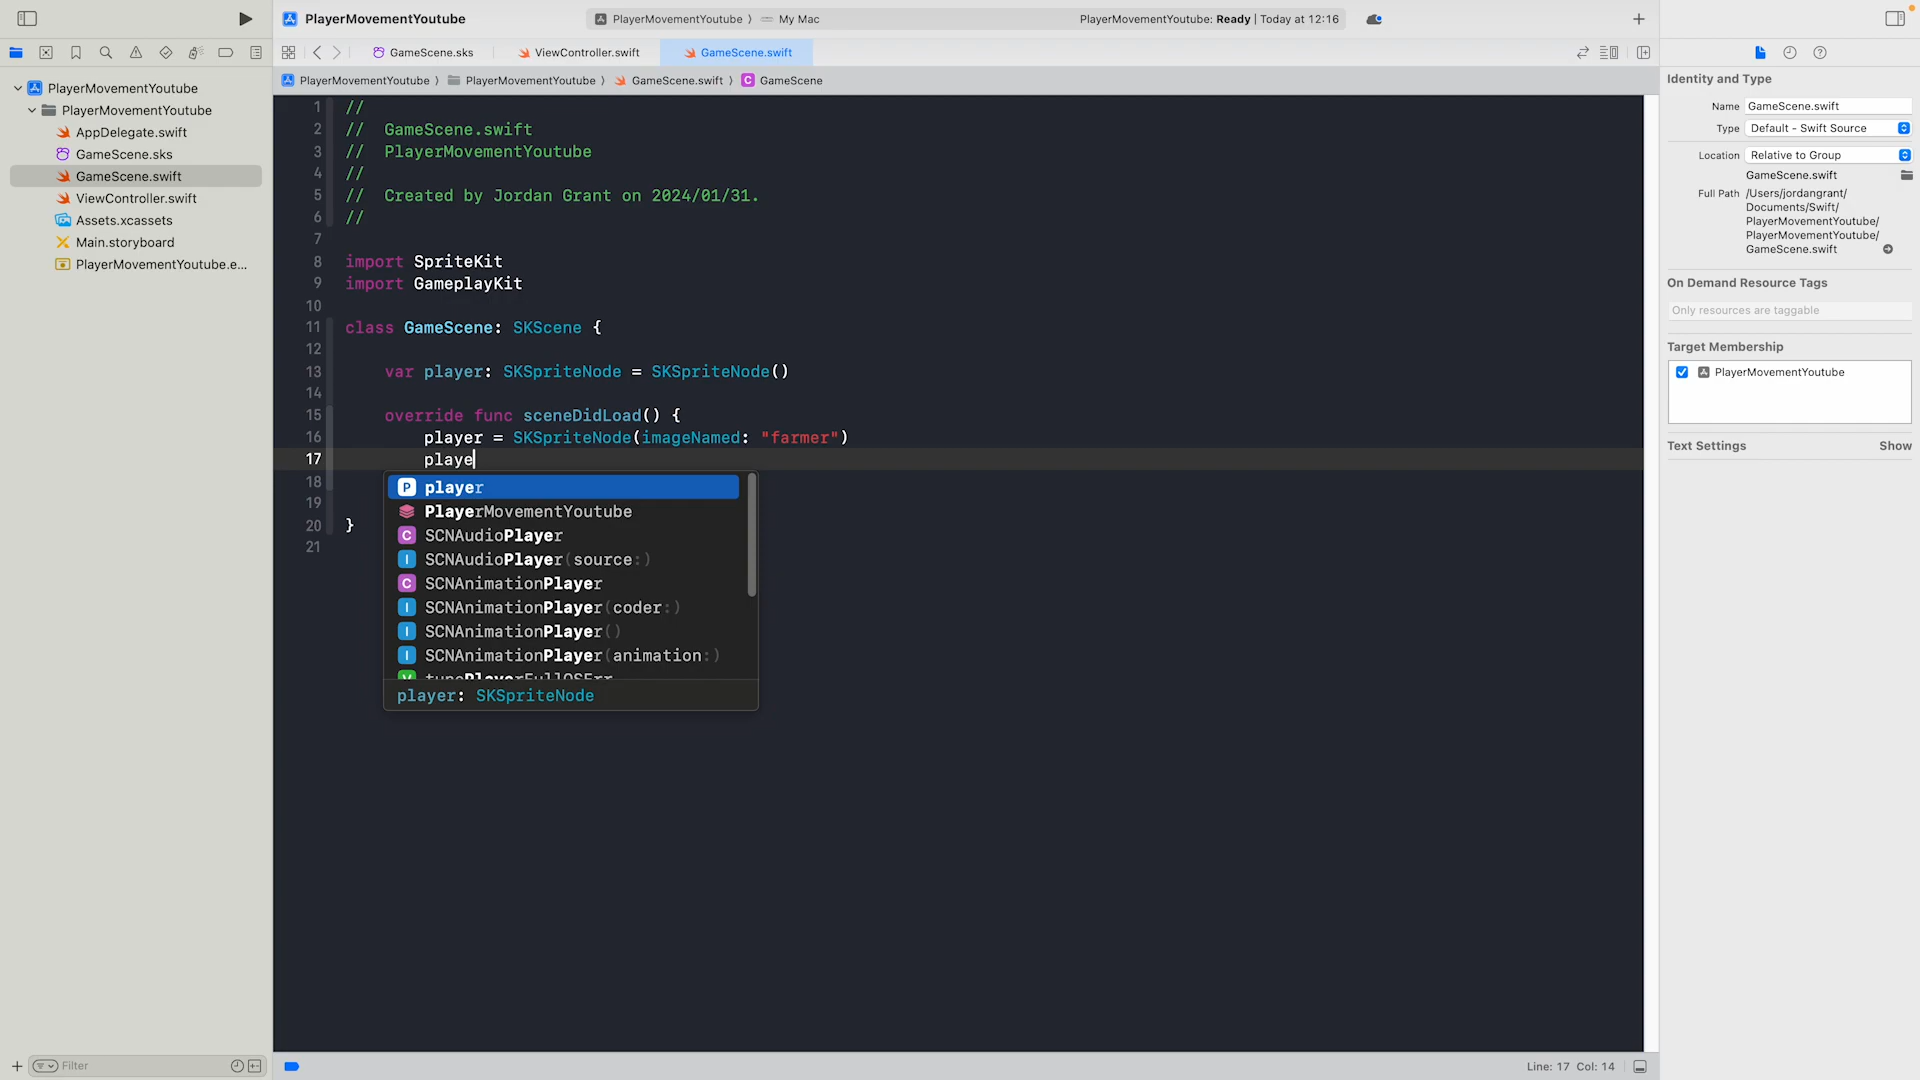 PlayerMovementYoutube
PlayerMovementYoutube ⟩ My Mac
PlayerMovementYoutube: Ready | Today at 12:16
GameScene.sks
ViewController.swift
GameScene.swift
PlayerMovementYoutube ⟩ PlayerMovementYoutube ⟩ GameScene.swift ⟩ C GameScene
PlayerMovementYoutube
PlayerMovementYoutube
AppDelegate.swift
GameScene.sks
GameScene.swift
ViewController.swift
Assets.xcassets
Main.storyboard
PlayerMovementYoutube.e...
Filter
1 //
2 // GameScene.swift
3 // PlayerMovementYoutube
4 //
5 // Created by Jordan Grant on 2024/01/31.
6 //
7
8 import SpriteKit
9 import GameplayKit
10
11 class GameScene: SKScene {
12
13 var player: SKSpriteNode = SKSpriteNode()
14
15 override func sceneDidLoad() {
16 player = SKSpriteNode(imageNamed: "farmer")
17 playe
18
19
20 }
21
P player
PlayerMovementYoutube
C SCNAudioPlayer
I SCNAudioPlayer(source:)
C SCNAnimationPlayer
I SCNAnimationPlayer(coder:)
I SCNAnimationPlayer()
I SCNAnimationPlayer(animation:)
player: SKSpriteNode
Line: 17 Col: 14
Identity and Type
Name GameScene.swift
Type Default - Swift Source
Location Relative to Group
GameScene.swift
Full Path /Users/jordangrant/
Documents/Swift/
PlayerMovementYoutube/
PlayerMovementYoutube/
GameScene.swift
On Demand Resource Tags
Only resources are taggable
Target Membership
PlayerMovementYoutube
Text Settings Show